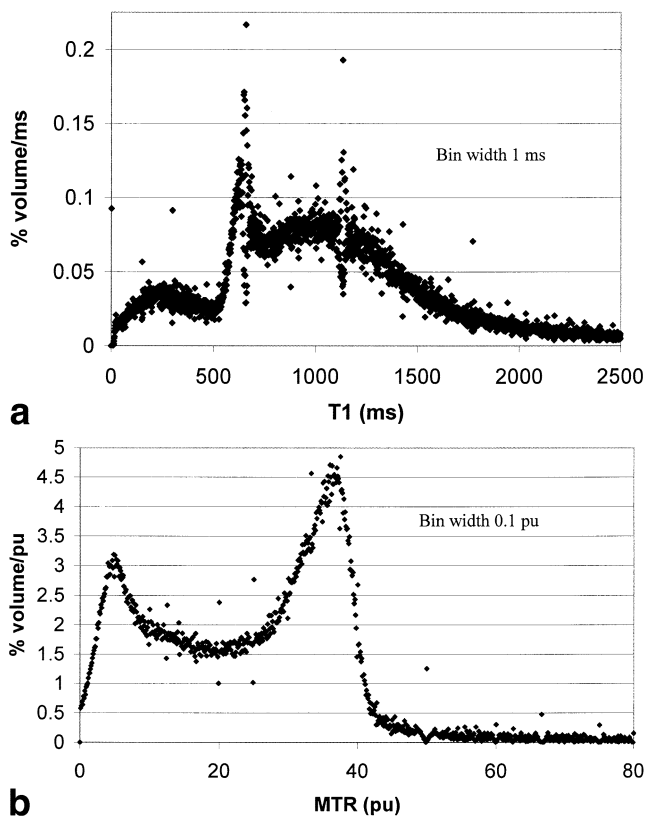 0.2
0.15
0.1
0.05
0
% volume/ms
Bin width 1 ms
0 500 1000 1500 2000 2500
T1 (ms)
a
5
4.5
4
3.5
3
2.5
2
1.5
1
0.5
0
% volume/pu
Bin width 0.1 pu
0 20 40 60 80
MTR (pu)
b